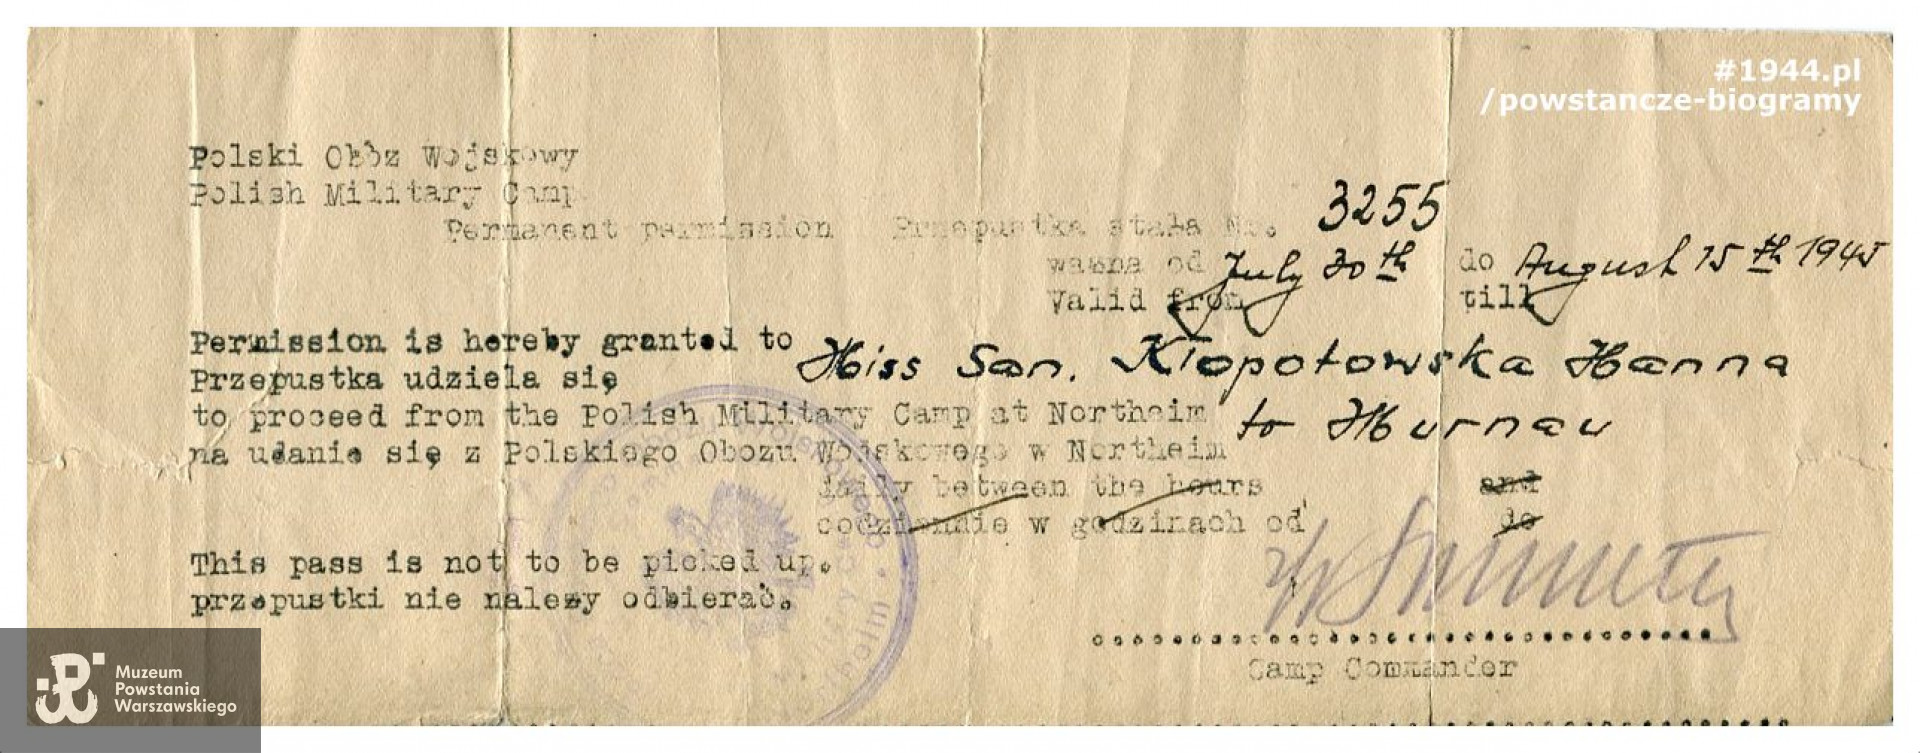 #1944.pl
/powstancze-biogramy
Polski Obóz Wojskowy
Polish Military Camp
Permanent permission Przepustka stała Nr. 3255
ważna od July 30th do August 15th 1945
Valid from till
Permission is hereby granted to Miss San. Kłopotowska Hanna
Przepustka udziela się
to proceed from the Polish Military Camp at Northeim to Murnau
na udanie się z Polskiego Obozu Wojskowego w Northeim
daily between the hours and
codziennie w godzinach od do
This pass is not to be picked up.
przepustki nie należy odbierać.
Camp Commander
Muzeum
Powstania
Warszawskiego